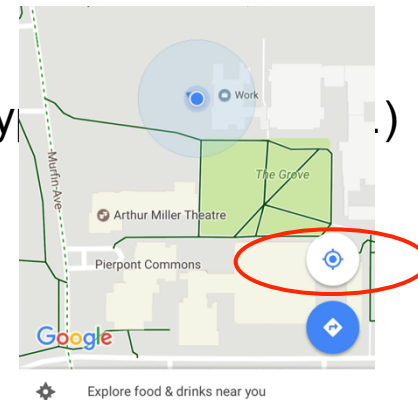 Work
y
.)
The Grove
Murfin Ave
Arthur Miller Theatre
Pierpont Commons
Google
Explore food & drinks near you